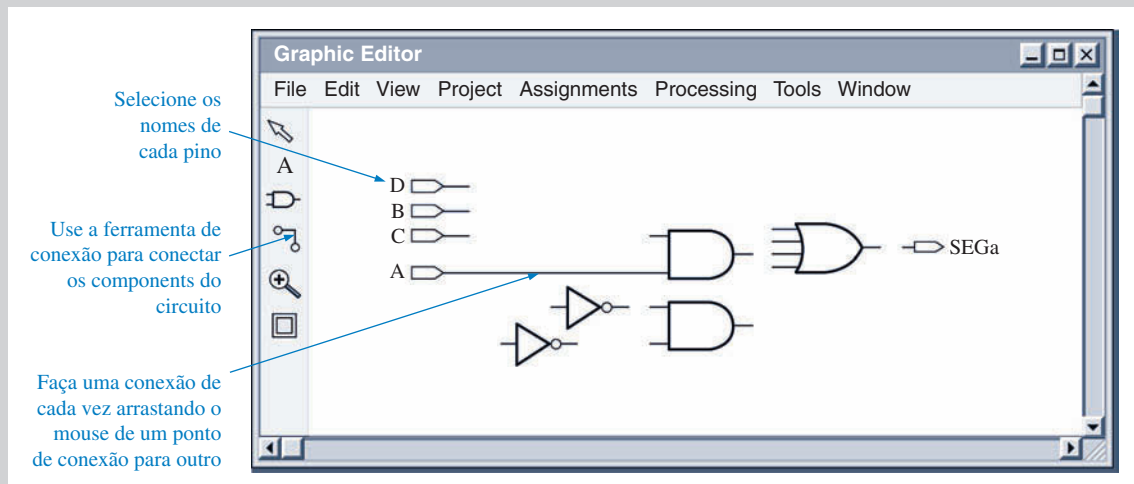 Graphic Editor
File Edit View Project Assignments Processing Tools Window
Selecione os
nomes de
cada pino
A
D
B
C
A
SEGa
Use a ferramenta de
conexão para conectar
os components do
circuito
Faça uma conexão de
cada vez arrastando o
mouse de um ponto
de conexão para outro